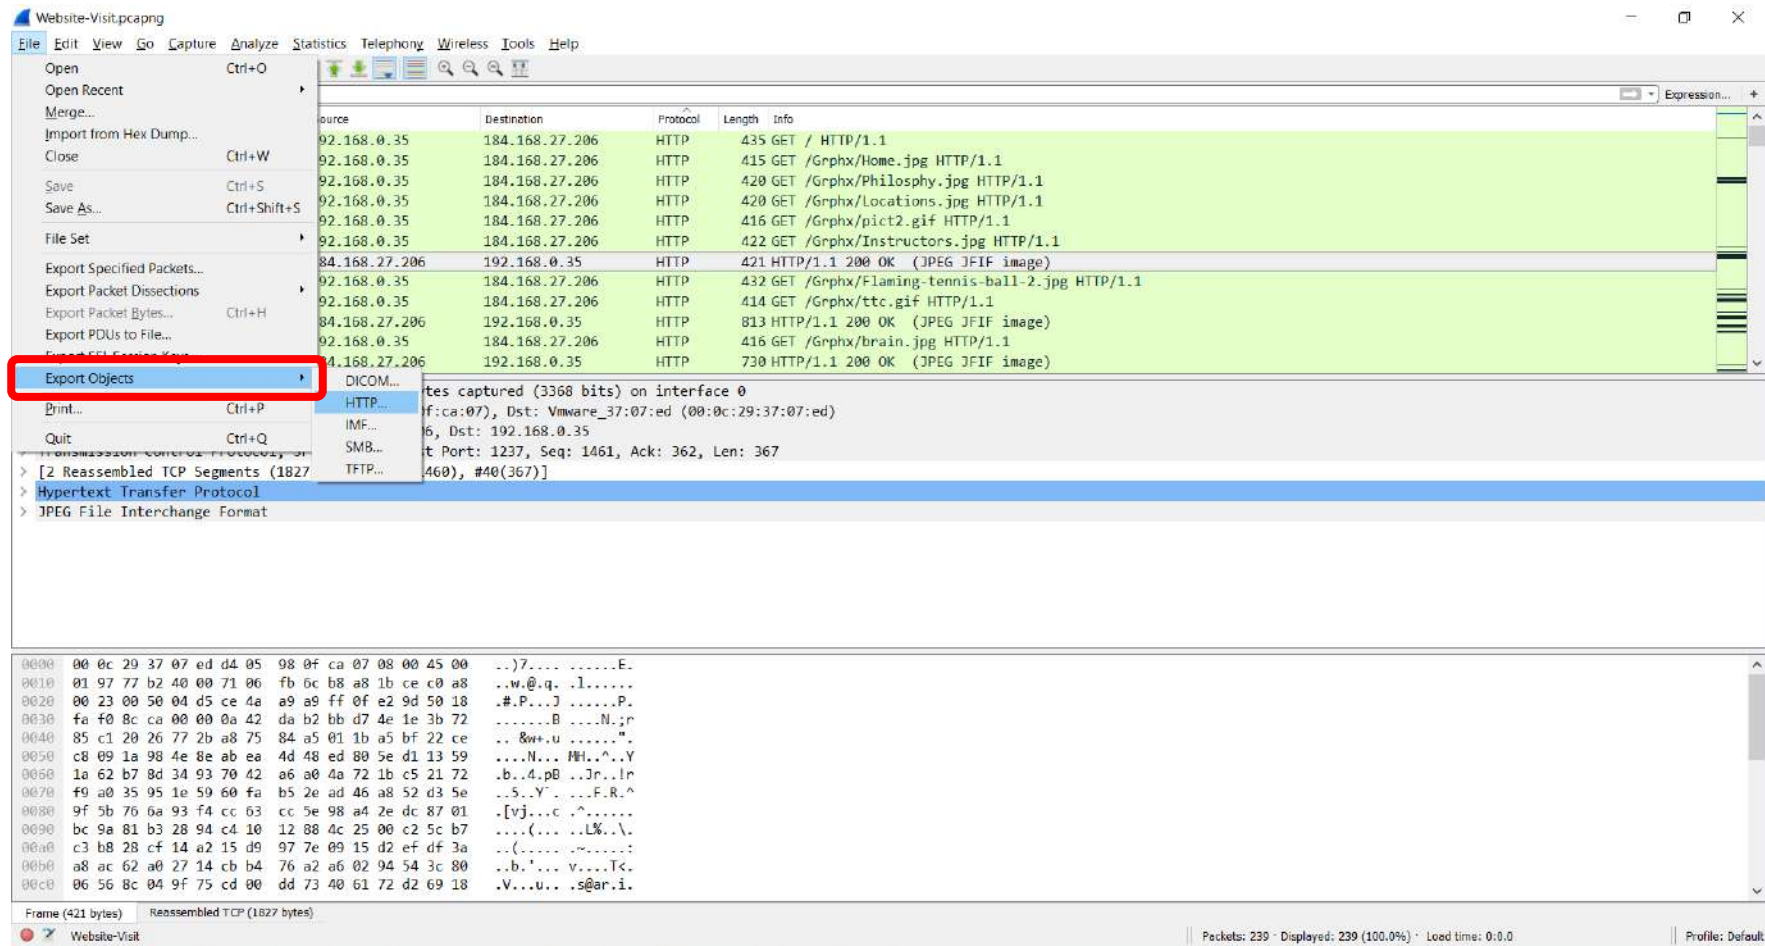 Website-Visit.pcapng
File Edit View Go Capture Analyze Statistics Telephony Wireless Tools Help
Open Ctrl+O
Open Recent
Merge...
Import from Hex Dump...
Close Ctrl+W
Save Ctrl+S
Save As... Ctrl+Shift+S
File Set
Export Specified Packets...
Export Packet Dissections
Export Packet Bytes... Ctrl+H
Export PDUs to File...
Export Objects
Print... Ctrl+P
Quit Ctrl+Q
DICOM...
HTTP...
IMF...
SMB...
TFTP...
Expression... +
ource Destination Protocol Length Info
92.168.0.35 184.168.27.206 HTTP 435 GET / HTTP/1.1
92.168.0.35 184.168.27.206 HTTP 415 GET /Grphx/Home.jpg HTTP/1.1
92.168.0.35 184.168.27.206 HTTP 420 GET /Grphx/Philosphy.jpg HTTP/1.1
92.168.0.35 184.168.27.206 HTTP 420 GET /Grphx/Locations.jpg HTTP/1.1
92.168.0.35 184.168.27.206 HTTP 416 GET /Grphx/pict2.gif HTTP/1.1
92.168.0.35 184.168.27.206 HTTP 422 GET /Grphx/Instructors.jpg HTTP/1.1
84.168.27.206 192.168.0.35 HTTP 421 HTTP/1.1 200 OK (JPEG JFIF image)
92.168.0.35 184.168.27.206 HTTP 432 GET /Grphx/Flaming-tennis-ball-2.jpg HTTP/1.1
92.168.0.35 184.168.27.206 HTTP 414 GET /Grphx/ttc.gif HTTP/1.1
84.168.27.206 192.168.0.35 HTTP 813 HTTP/1.1 200 OK (JPEG JFIF image)
92.168.0.35 184.168.27.206 HTTP 416 GET /Grphx/brain.jpg HTTP/1.1
4.168.27.206 192.168.0.35 HTTP 730 HTTP/1.1 200 OK (JPEG JFIF image)
tes captured (3368 bits) on interface 0
f:ca:07), Dst: Vmware_37:07:ed (00:0c:29:37:07:ed)
6, Dst: 192.168.0.35
t Port: 1237, Seq: 1461, Ack: 362, Len: 367
[2 Reassembled TCP Segments (1827 460), #40(367)]
Hypertext Transfer Protocol
JPEG File Interchange Format
0000 00 0c 29 37 07 ed d4 05 98 0f ca 07 08 00 45 00 ..)7.... ......E.
0010 01 97 77 b2 40 00 71 06 fb 6c b8 a8 1b ce c0 a8 ..w.@.q. .l......
0020 00 23 00 50 04 d5 ce 4a a9 a9 ff 0f e2 9d 50 18 .#.P...J ......P.
0030 fa f0 8c ca 00 00 0a 42 da b2 bb d7 4e 1e 3b 72 .......B ....N.;r
0040 85 c1 20 26 77 2b a8 75 84 a5 01 1b a5 bf 22 ce .. &w+.u ......".
0050 c8 09 1a 98 4e 8e ab ea 4d 48 ed 80 5e d1 13 59 ....N... MH..^..Y
0060 1a 62 b7 8d 34 93 70 42 a6 a0 4a 72 1b c5 21 72 .b..4.pB ..Jr..!r
0070 f9 a0 35 95 1e 59 60 fa b5 2e ad 46 a8 52 d3 5e ..5..Y`. ...F.R.^
0080 9f 5b 76 6a 93 f4 cc 63 cc 5e 98 a4 2e dc 87 01 .[vj...c .^......
0090 bc 9a 81 b3 28 94 c4 10 12 88 4c 25 00 c2 5c b7 ....(... ..L%..\.
00a0 c3 b8 28 cf 14 a2 15 d9 97 7e 09 15 d2 ef df 3a ..(..... .~.....:
00b0 a8 ac 62 a0 27 14 cb b4 76 a2 a6 02 94 54 3c 80 ..b.'... v....T<.
00c0 06 56 8c 04 9f 75 cd 00 dd 73 40 61 72 d2 69 18 .V...u.. .s@ar.i.
Frame (421 bytes) Reassembled TCP (1827 bytes)
Website-Visit Packets: 239 · Displayed: 239 (100.0%) · Load time: 0:0.0 Profile: Default